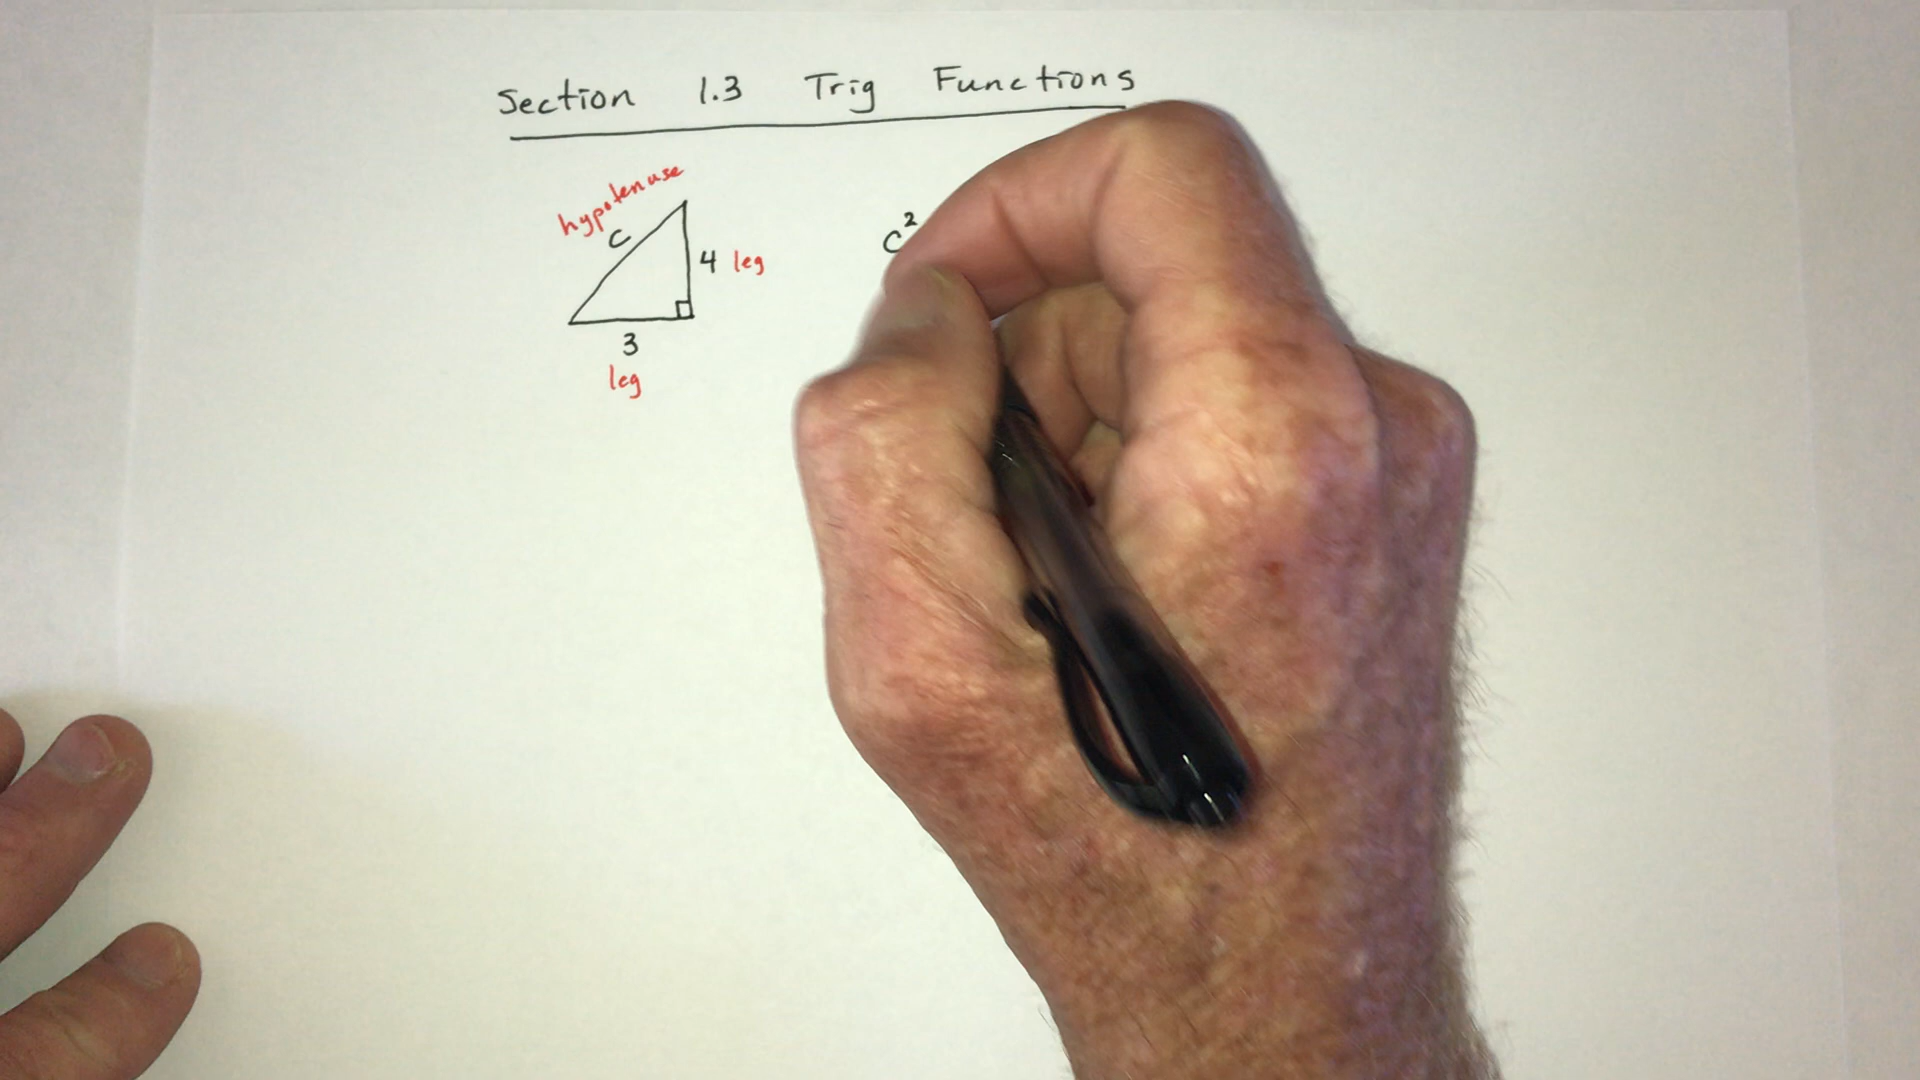 Section 1.3 Trig Functions
hypotenuse
c
4 leg
3
leg
c²